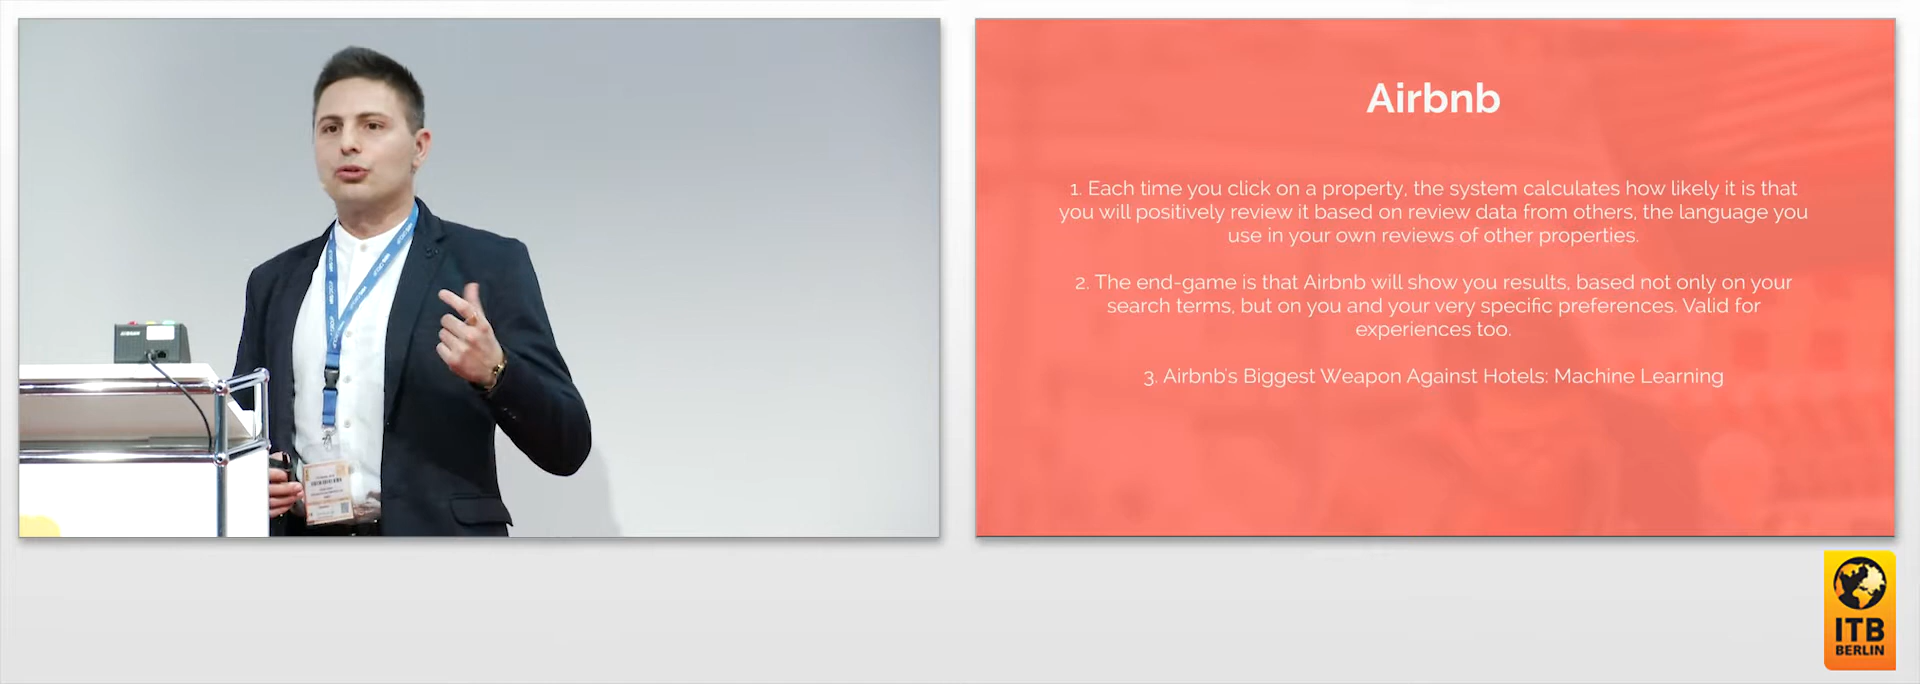 Airbnb
1. Each time you click on a property, the system calculates how likely it is that
you will positively review it based on review data from others, the language you
use in your own reviews of other properties.
2. The end-game is that Airbnb will show you results, based not only on your
search terms, but on you and your very specific preferences. Valid for
experiences too.
3. Airbnb's Biggest Weapon Against Hotels: Machine Learning
ITB
BERLIN